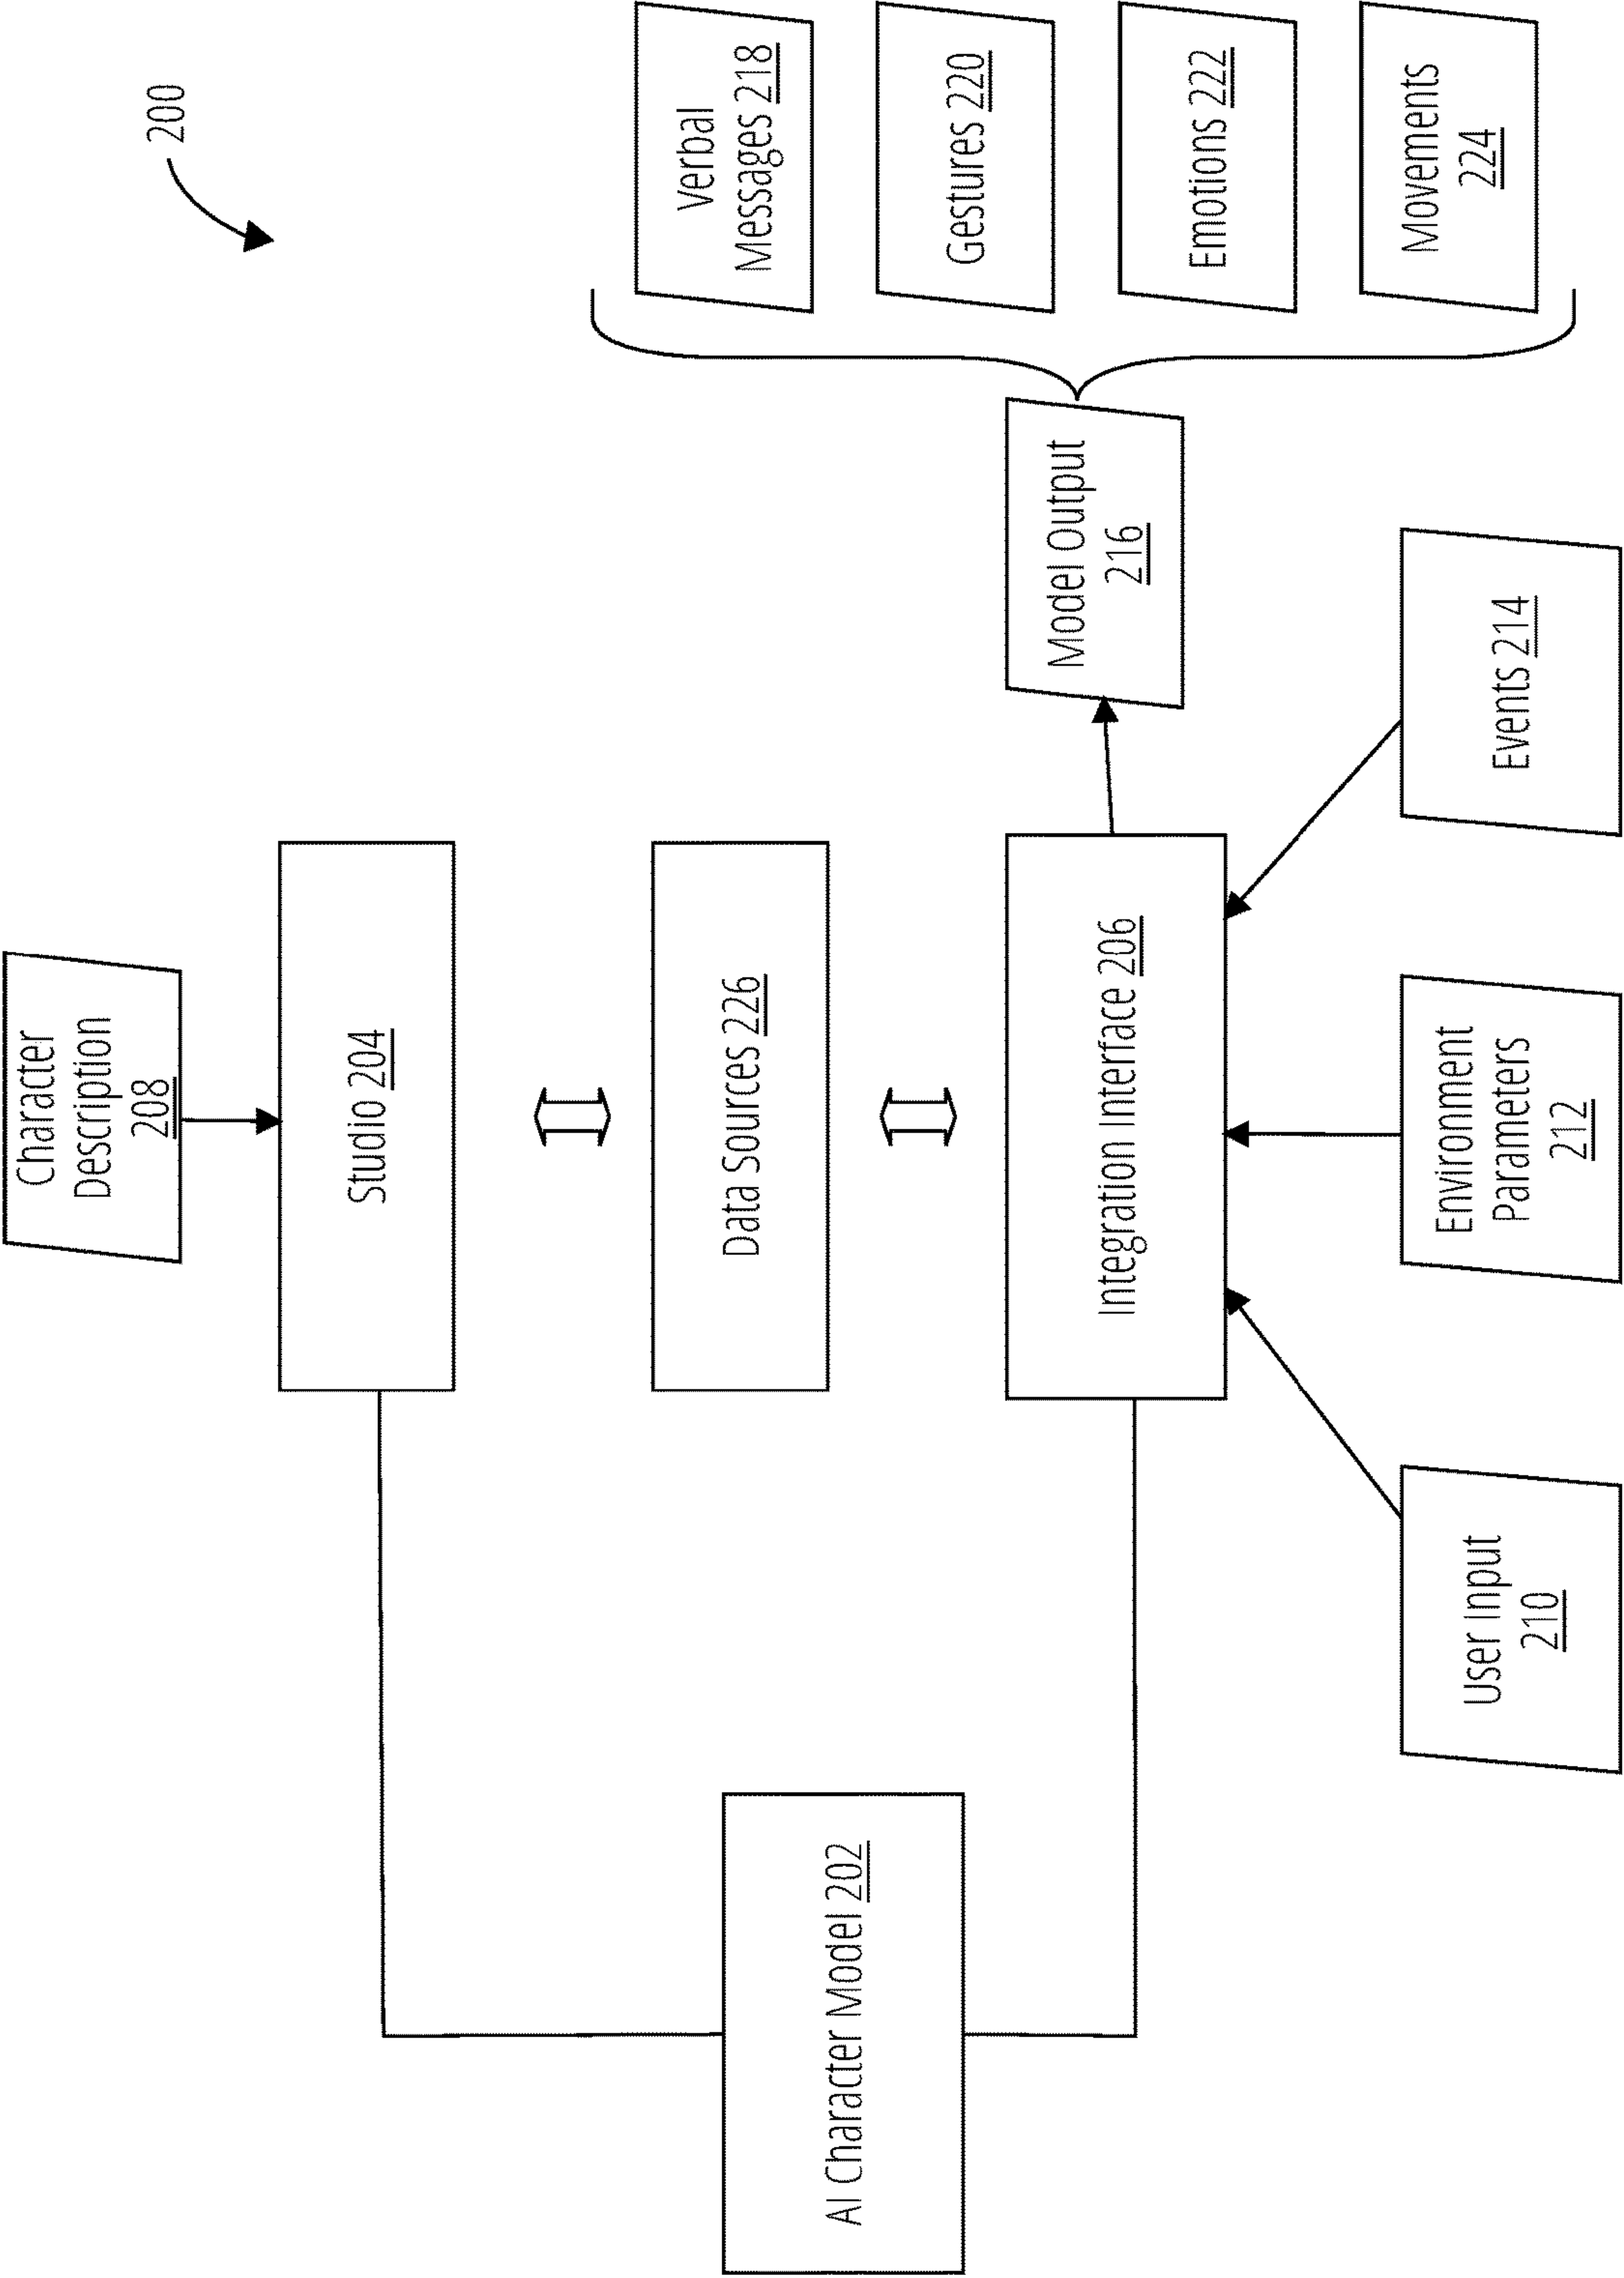 200
Character
Description
208
Studio 204
Data Sources 226
AI Character Model 202
Integration Interface 206
User Input
210
Environment
Parameters
212
Events 214
Model Output
216
Verbal
Messages 218
Gestures 220
Emotions 222
Movements
224